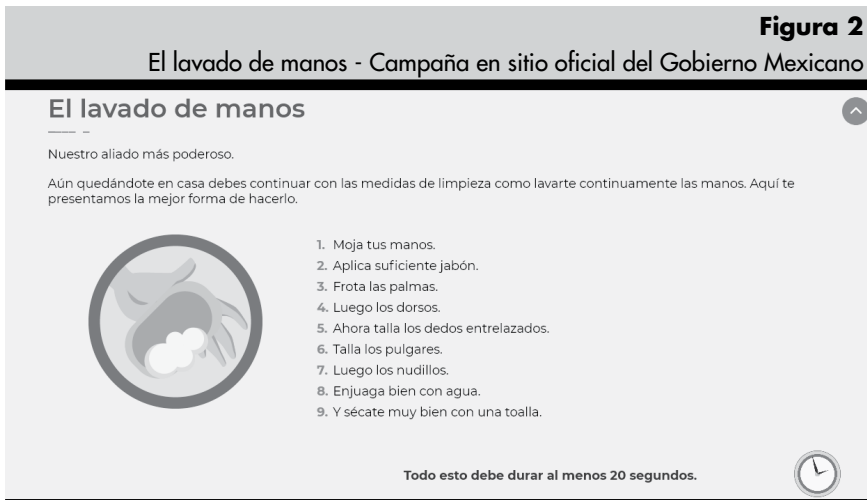 Figura 2
El lavado de manos - Campaña en sitio oficial del Gobierno Mexicano
El lavado de manos
Nuestro aliado más poderoso.
Aún quedándote en casa debes continuar con las medidas de limpieza como lavarte continuamente las manos. Aquí te
presentamos la mejor forma de hacerlo.
1. Moja tus manos.
2. Aplica suficiente jabón.
3. Frota las palmas.
4. Luego los dorsos.
5. Ahora talla los dedos entrelazados.
6. Talla los pulgares.
7. Luego los nudillos.
8. Enjuaga bien con agua.
9. Y sécate muy bien con una toalla.
Todo esto debe durar al menos 20 segundos.